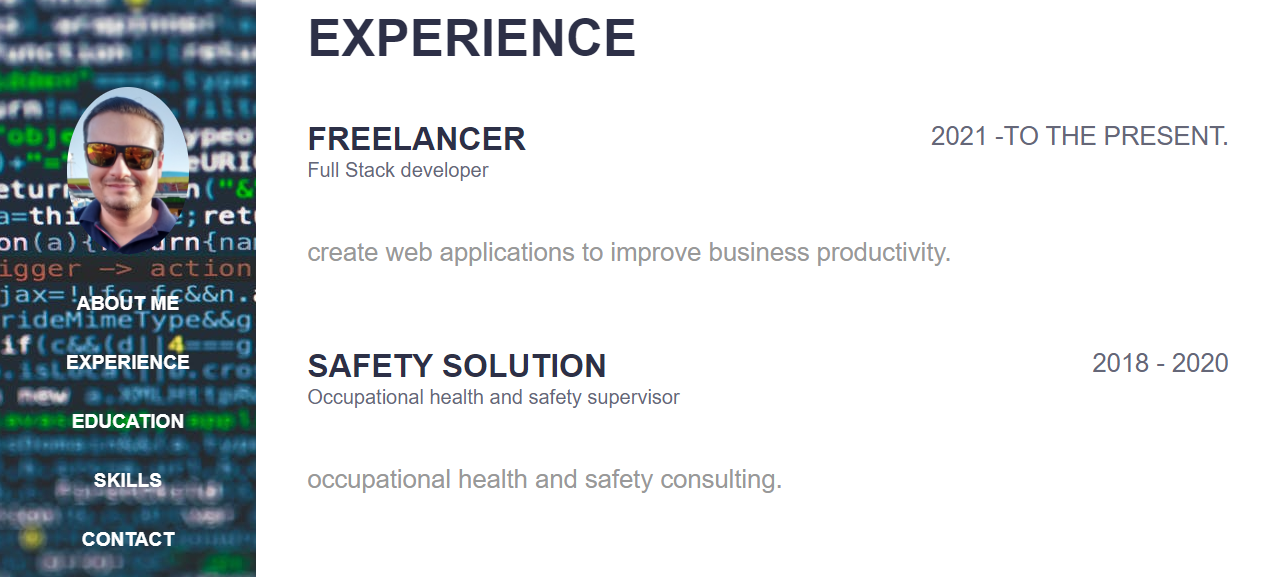 EXPERIENCE
FREELANCER
2021 -TO THE PRESENT.
Full Stack developer
create web applications to improve business productivity.
SAFETY SOLUTION
2018 - 2020
Occupational health and safety supervisor
occupational health and safety consulting.
ABOUT ME
EXPERIENCE
EDUCATION
SKILLS
CONTACT